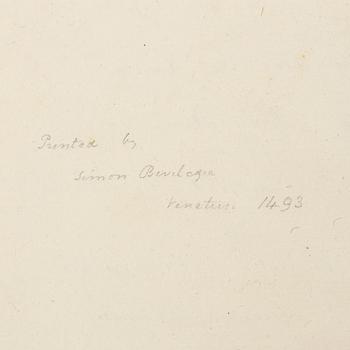 Printed by
Simon Bevilaqua
Venetiis 1493